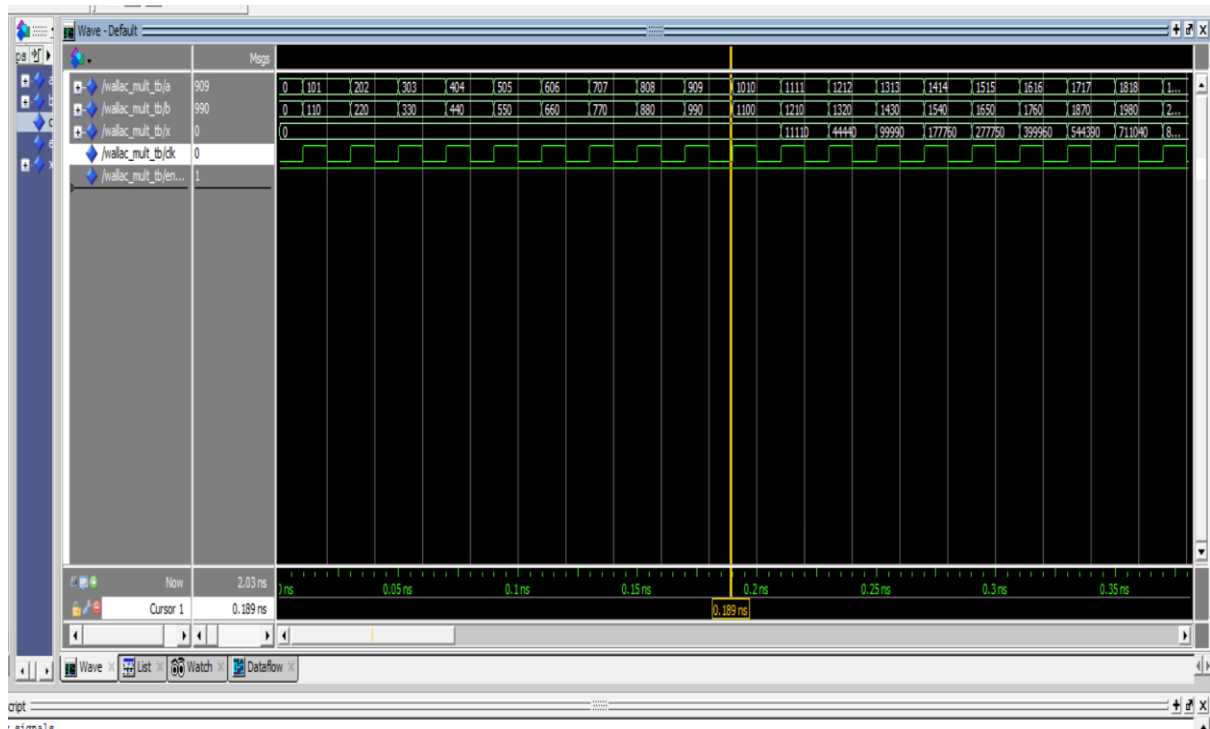 Wave - Default
Msgs
/wallac_mult_tb/a 909 0 101 202 303 404 505 606 707 808 909 1010 1111 1212 1313 1414 1515 1616 1717 1818 1...
/wallac_mult_tb/b 990 0 110 220 330 440 550 660 770 880 990 1100 1210 1320 1430 1540 1650 1760 1870 1980 2...
/wallac_mult_tb/x 0 0 11110 44440 99990 177760 277750 399960 544390 711040 8...
/wallac_mult_tb/clk 0
/wallac_mult_tb/en... 1
Now 2.03 ns ns 0.05 ns 0.1 ns 0.15 ns 0.2 ns 0.25 ns 0.3 ns 0.35 ns
Cursor 1 0.189 ns 0.189 ns
Wave List Watch Dataflow
cript
signals